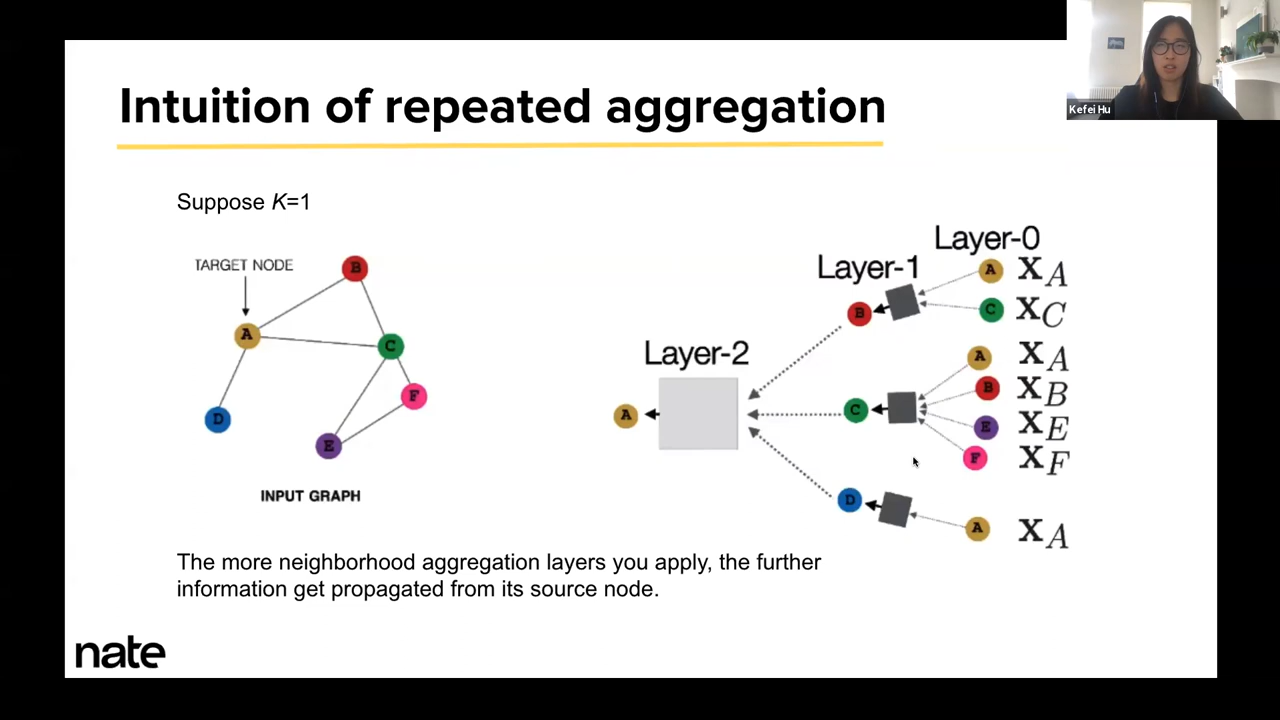 Kefei Hu
Intuition of repeated aggregation
Suppose K=1
TARGET NODE
B
A
C
F
D
E
INPUT GRAPH
Layer-0
Layer-1
Layer-2
A
B
C
D
A X_A
C X_C
A X_A
B X_B
E X_E
F X_F
A X_A
The more neighborhood aggregation layers you apply, the further
information get propagated from its source node.
nate